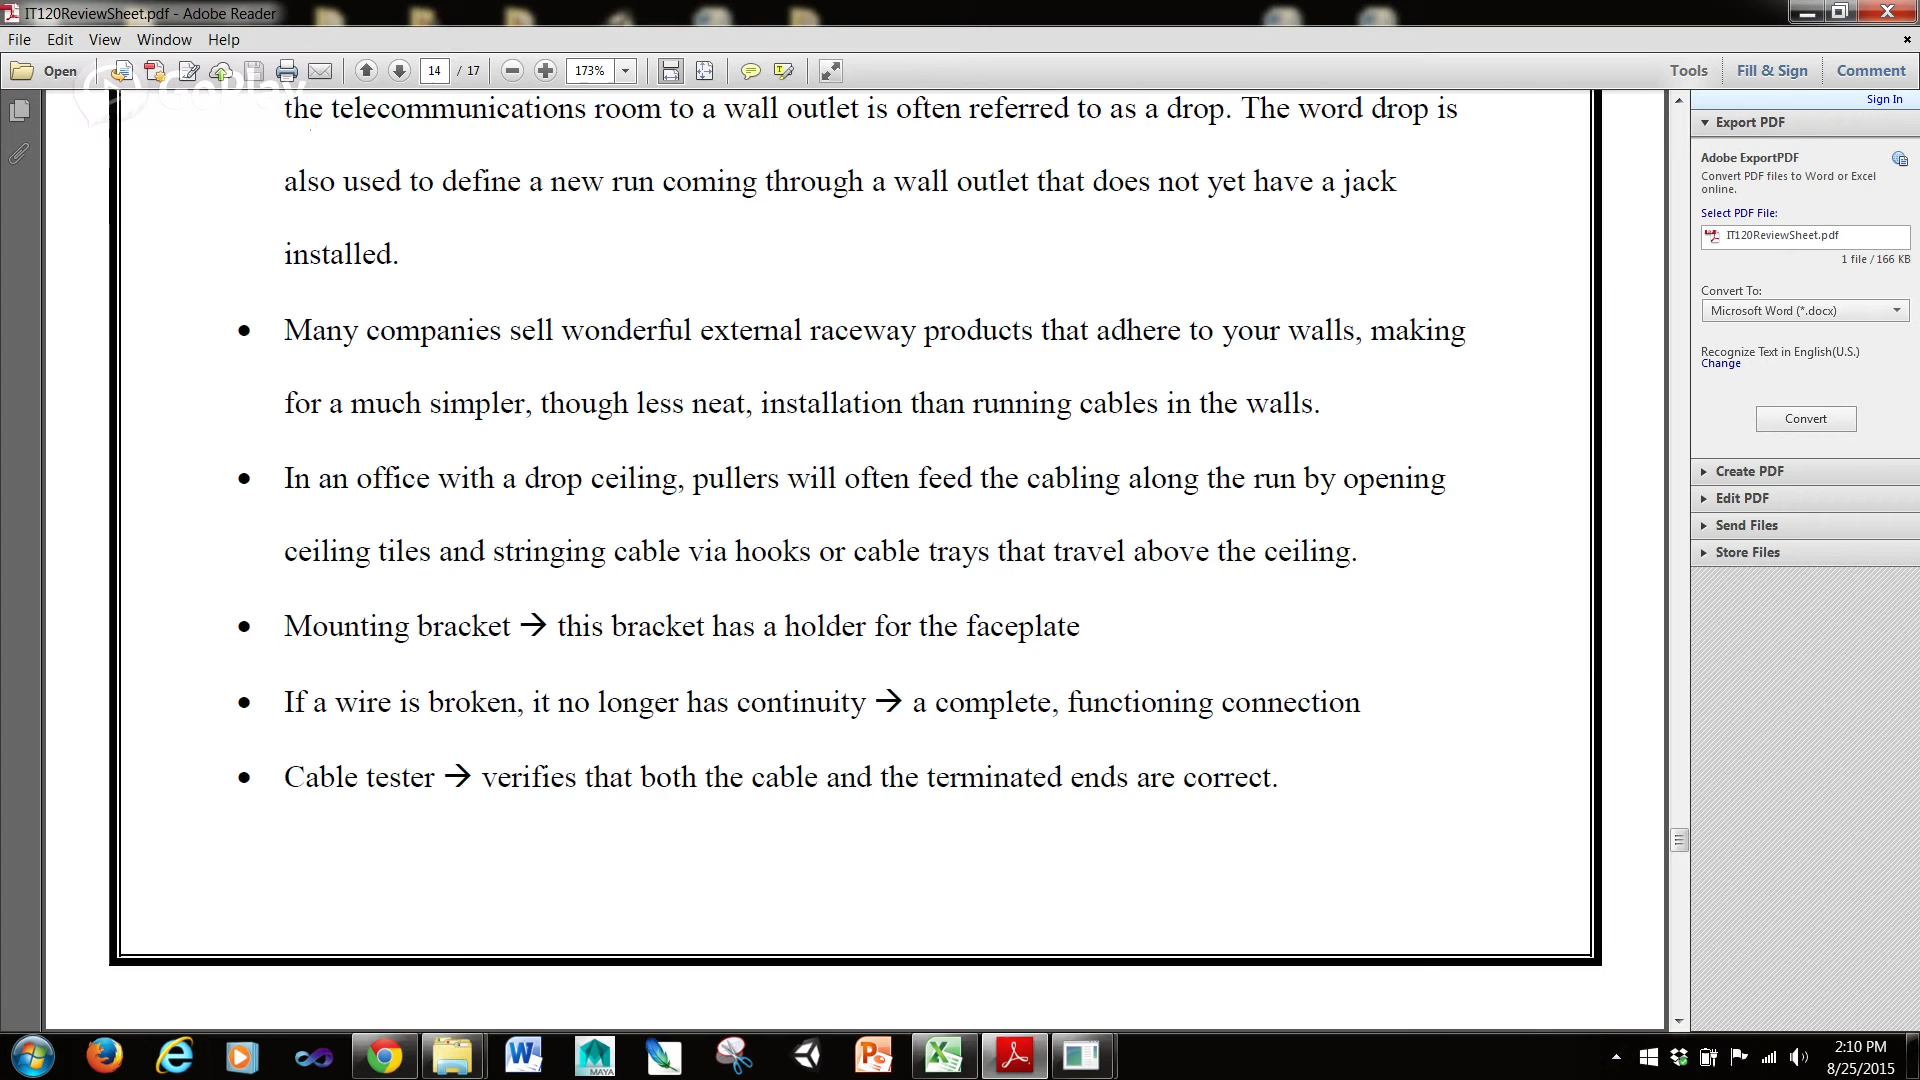 IT120ReviewSheet.pdf - Adobe Reader
File Edit View Window Help
Open 14 / 17 173% Tools Fill & Sign Comment
GoPlay
Sign In
the telecommunications room to a wall outlet is often referred to as a drop. The word drop is
also used to define a new run coming through a wall outlet that does not yet have a jack
installed.
• Many companies sell wonderful external raceway products that adhere to your walls, making
for a much simpler, though less neat, installation than running cables in the walls.
• In an office with a drop ceiling, pullers will often feed the cabling along the run by opening
ceiling tiles and stringing cable via hooks or cable trays that travel above the ceiling.
• Mounting bracket → this bracket has a holder for the faceplate
• If a wire is broken, it no longer has continuity → a complete, functioning connection
• Cable tester → verifies that both the cable and the terminated ends are correct.
Export PDF
Adobe ExportPDF
Convert PDF files to Word or Excel
online.
Select PDF File:
IT120ReviewSheet.pdf
1 file / 166 KB
Convert To:
Microsoft Word (*.docx)
Recognize Text in English(U.S.)
Change
Convert
Create PDF
Edit PDF
Send Files
Store Files
MAYA
2:10 PM
8/25/2015